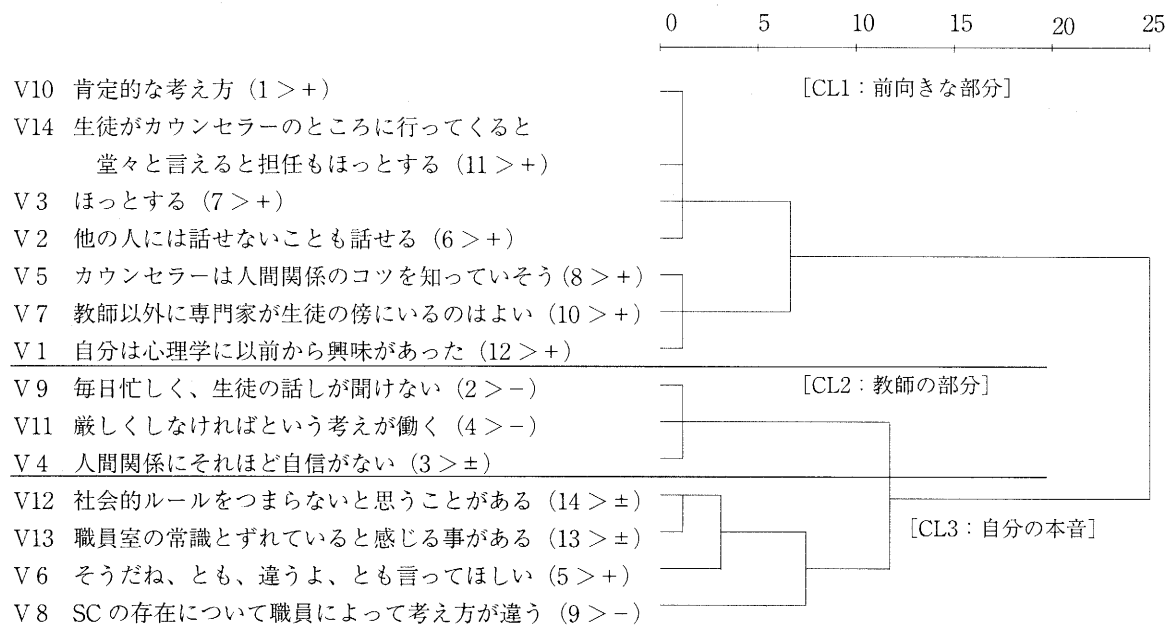 0 5 10 15 20 25
V10 肯定的な考え方（1＞＋） [CL1：前向きな部分]
V14 生徒がカウンセラーのところに行ってくると
堂々と言えると担任もほっとする（11＞＋）
V 3 ほっとする（7＞＋）
V 2 他の人には話せないことも話せる（6＞＋）
V 5 カウンセラーは人間関係のコツを知っていそう（8＞＋）
V 7 教師以外に専門家が生徒の傍にいるのはよい（10＞＋）
V 1 自分は心理学に以前から興味があった（12＞＋）
V 9 毎日忙しく、生徒の話しが聞けない（2＞－） [CL2：教師の部分]
V11 厳しくしなければという考えが働く（4＞－）
V 4 人間関係にそれほど自信がない（3＞±）
V12 社会的ルールをつまらないと思うことがある（14＞±）
V13 職員室の常識とずれていると感じる事がある（13＞±） [CL3：自分の本音]
V 6 そうだね、とも、違うよ、とも言ってほしい（5＞＋）
V 8 SCの存在について職員によって考え方が違う（9＞－）